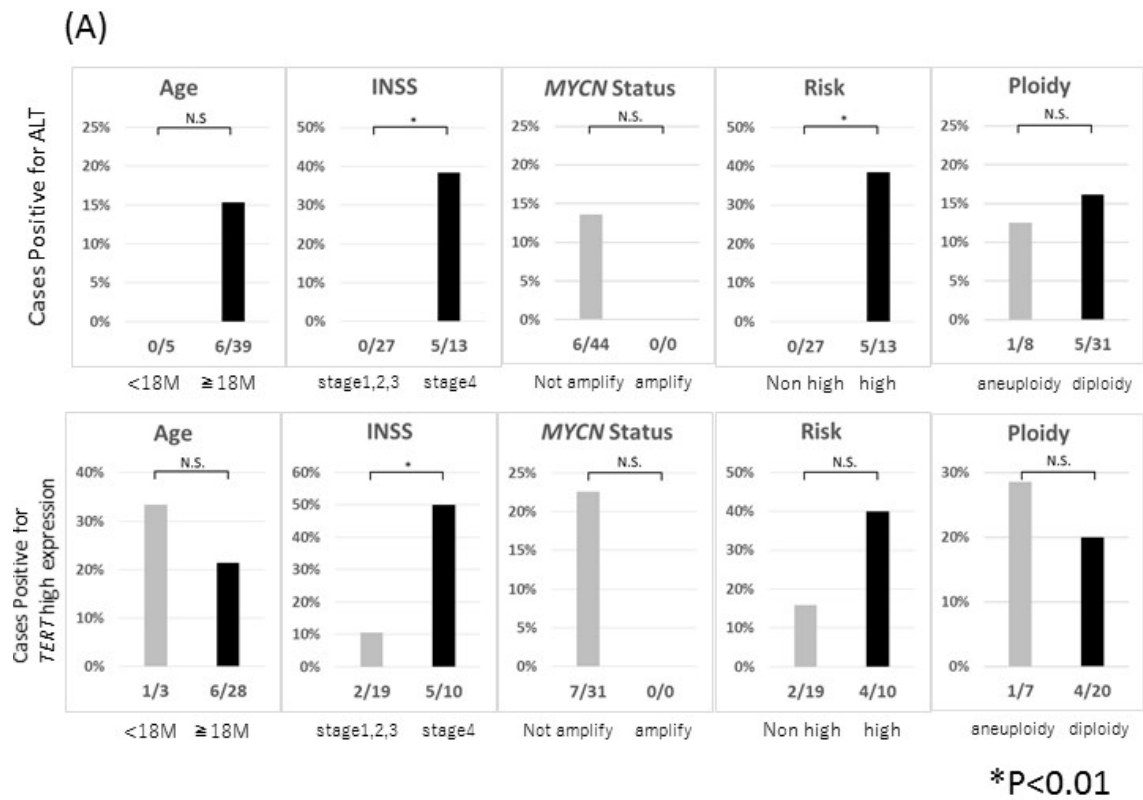 (A)
Age INSS MYCN Status Risk Ploidy
N.S * N.S. * N.S.
Cases Positive for ALT
25% 50% 25% 50% 25%
20% 40% 20% 40% 20%
15% 30% 15% 30% 15%
10% 20% 10% 20% 10%
5% 10% 5% 10% 5%
0% 0% 0% 0% 0%
0/5 6/39 0/27 5/13 6/44 0/0 0/27 5/13 1/8 5/31
<18M ≧18M stage1,2,3 stage4 Not amplify amplify Non high high aneuploidy diploidy
Age INSS MYCN Status Risk Ploidy
N.S. * N.S. N.S. N.S.
Cases Positive for
TERT high expression
40% 60% 25% 50% 30%
30% 50% 20% 40% 20%
20% 40% 15% 30% 10%
10% 30% 10% 20% 0%
0% 20% 5% 10%
10% 0% 0%
0%
1/3 6/28 2/19 5/10 7/31 0/0 2/19 4/10 1/7 4/20
<18M ≧18M stage1,2,3 stage4 Not amplify amplify Non high high aneuploidy diploidy
*P<0.01